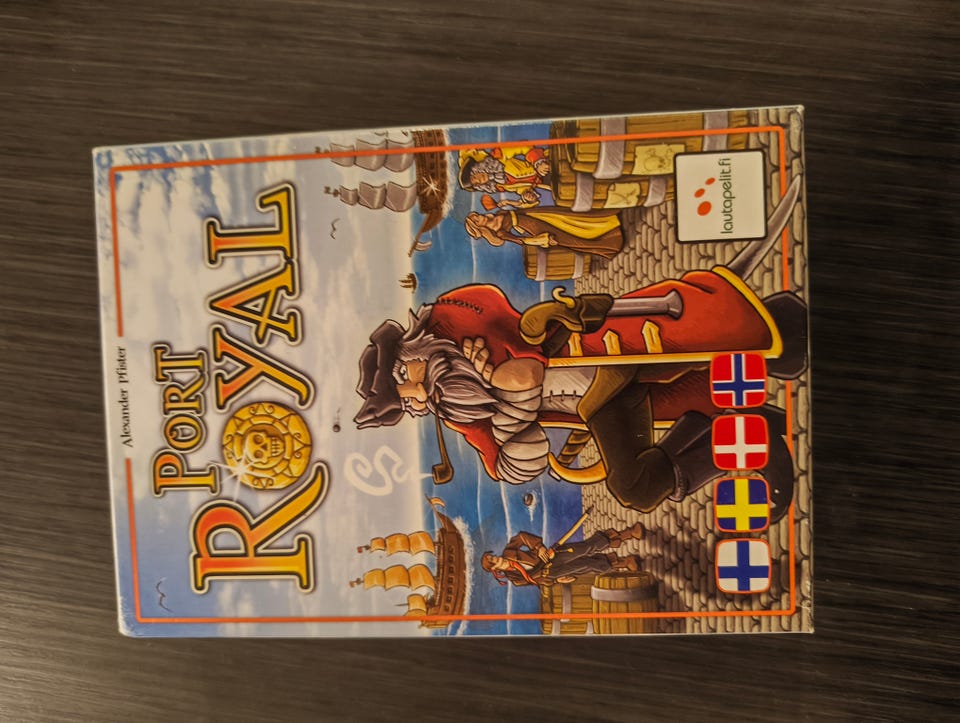 Alexander Pfister
PORT
ROYAL
lautapelit.fi